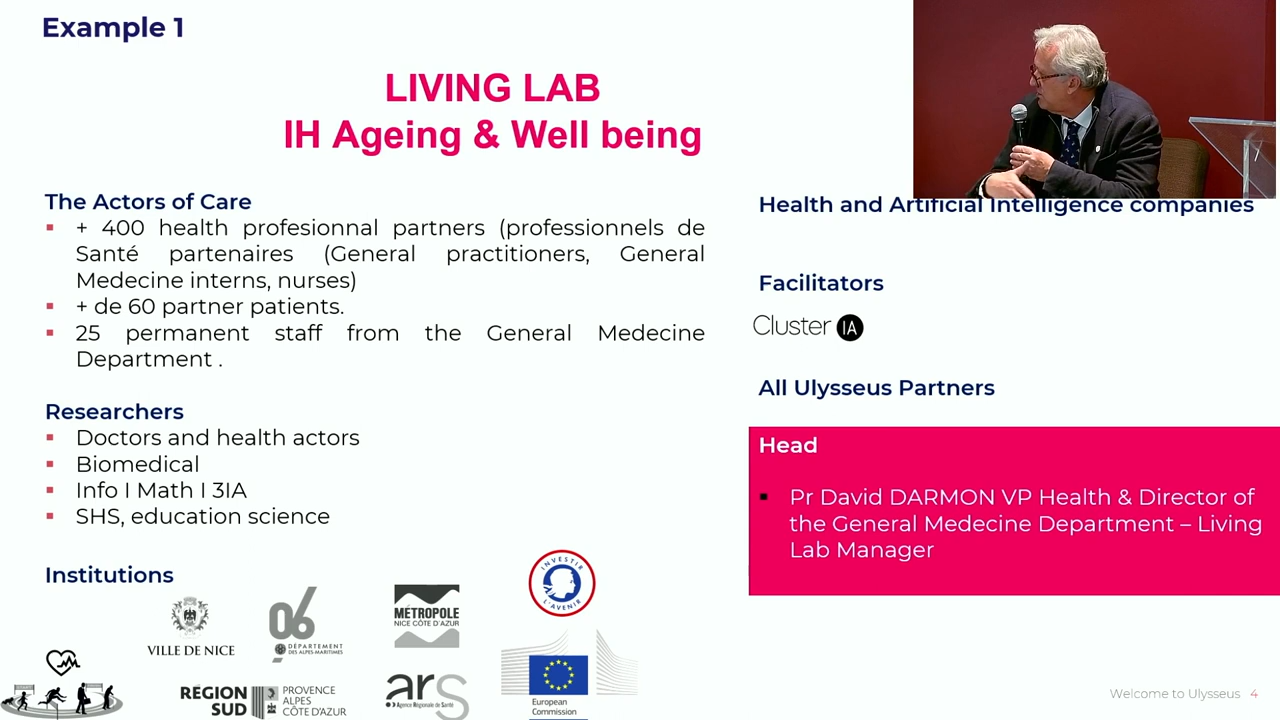 Example 1
LIVING LAB
IH Ageing & Well being
The Actors of Care
+ 400 health profesionnal partners (professionnels de
Santé partenaires (General practitioners, General
Medecine interns, nurses)
+ de 60 partner patients.
25 permanent staff from the General Medecine
Department .
Researchers
Doctors and health actors
Biomedical
Info I Math I 3IA
SHS, education science
Institutions
VILLE DE NICE
06
DÉPARTEMENT
DES ALPES-MARITIMES
MÉTROPOLE
NICE CÔTE D'AZUR
INVESTIR
L'AVENIR
RÉGION
SUD
PROVENCE
ALPES
CÔTE D'AZUR
ars
Agence Régionale de Santé
European
Commission
Health and Artificial Intelligence companies
Facilitators
Cluster IA
All Ulysseus Partners
Head
Pr David DARMON VP Health & Director of
the General Medecine Department – Living
Lab Manager
Welcome to Ulysseus 4